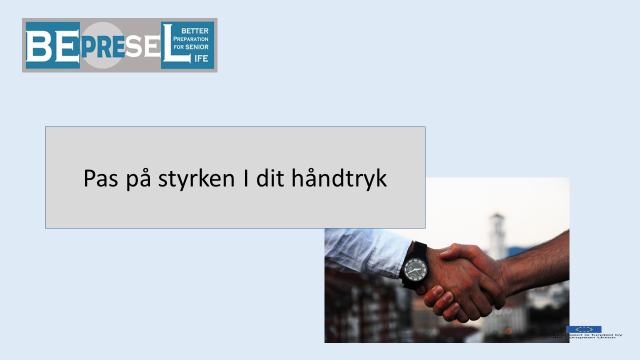 BEPRESEL
BETTER
PREPARATION
FOR SENIOR
LIFE
Pas på styrken I dit håndtryk